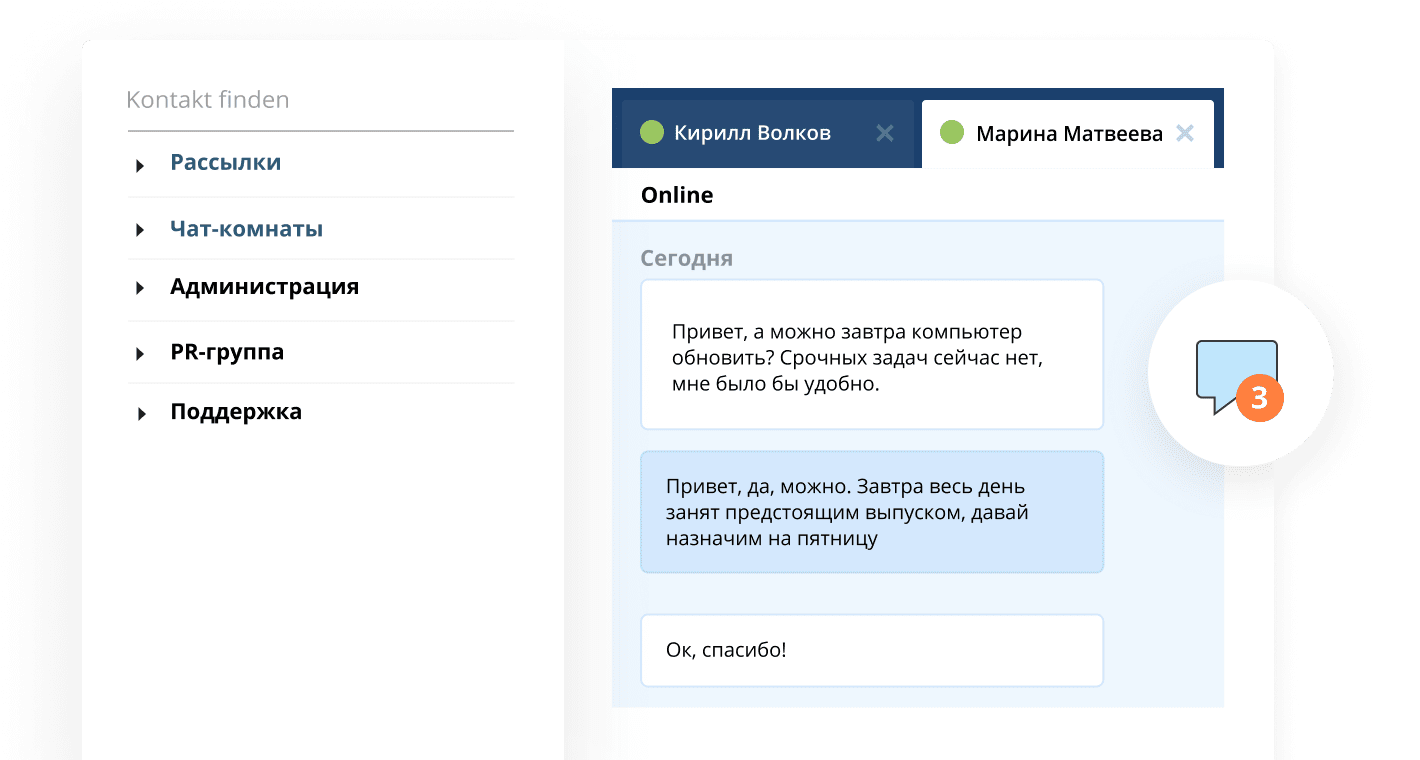 Kontakt finden
Рассылки
Чат-комнаты
Администрация
PR-группа
Поддержка
Кирилл Волков
Марина Матвеева
Online
Сегодня
Привет, а можно завтра компьютер
обновить? Срочных задач сейчас нет,
мне было бы удобно.
Привет, да, можно. Завтра весь день
занят предстоящим выпуском, давай
назначим на пятницу
Ок, спасибо!
3